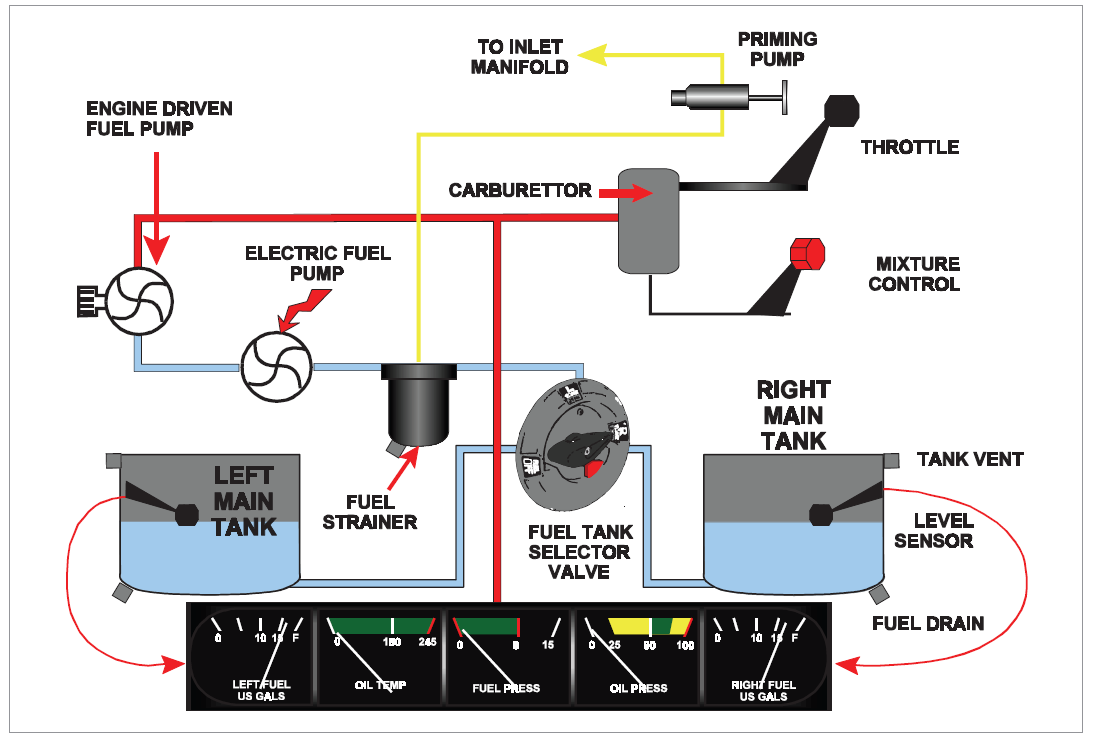 TO INLET
MANIFOLD
PRIMING
PUMP
ENGINE DRIVEN
FUEL PUMP
THROTTLE
CARBURETTOR
ELECTRIC FUEL
PUMP
MIXTURE
CONTROL
RIGHT
MAIN
TANK
LEFT
MAIN
TANK
TANK VENT
FUEL
STRAINER
FUEL TANK
SELECTOR
VALVE
LEVEL
SENSOR
FUEL DRAIN
0 10 15 F
LEFT FUEL
US GALS
0 180 245
OIL TEMP
0 8 15
FUEL PRESS
0 25 90 100
OIL PRESS
0 10 15 F
RIGHT FUEL
US GALS